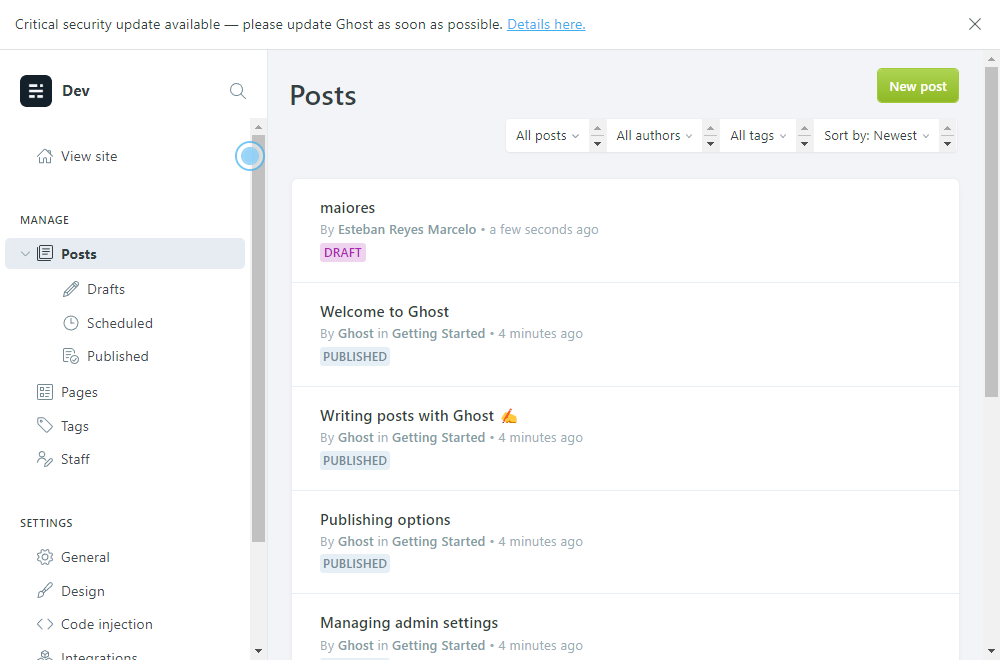 Critical security update available — please update Ghost as soon as possible. Details here.
Dev
View site
MANAGE
Posts
Drafts
Scheduled
Published
Pages
Tags
Staff
SETTINGS
General
Design
Code injection
Integrations
Posts
New post
All posts
All authors
All tags
Sort by: Newest
maiores
By Esteban Reyes Marcelo • a few seconds ago
DRAFT
Welcome to Ghost
By Ghost in Getting Started • 4 minutes ago
PUBLISHED
Writing posts with Ghost ✍️
By Ghost in Getting Started • 4 minutes ago
PUBLISHED
Publishing options
By Ghost in Getting Started • 4 minutes ago
PUBLISHED
Managing admin settings
By Ghost in Getting Started • 4 minutes ago